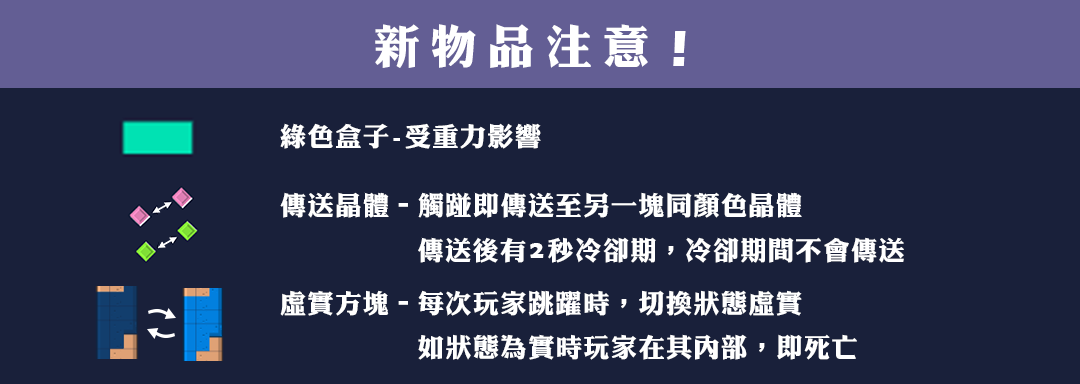 新物品注意！
綠色盒子-受重力影響
傳送晶體 - 觸碰即傳送至另一塊同顏色晶體
傳送後有2秒冷卻期，冷卻期間不會傳送
虛實方塊 - 每次玩家跳躍時，切換狀態虛實
如狀態為實時玩家在其內部，即死亡